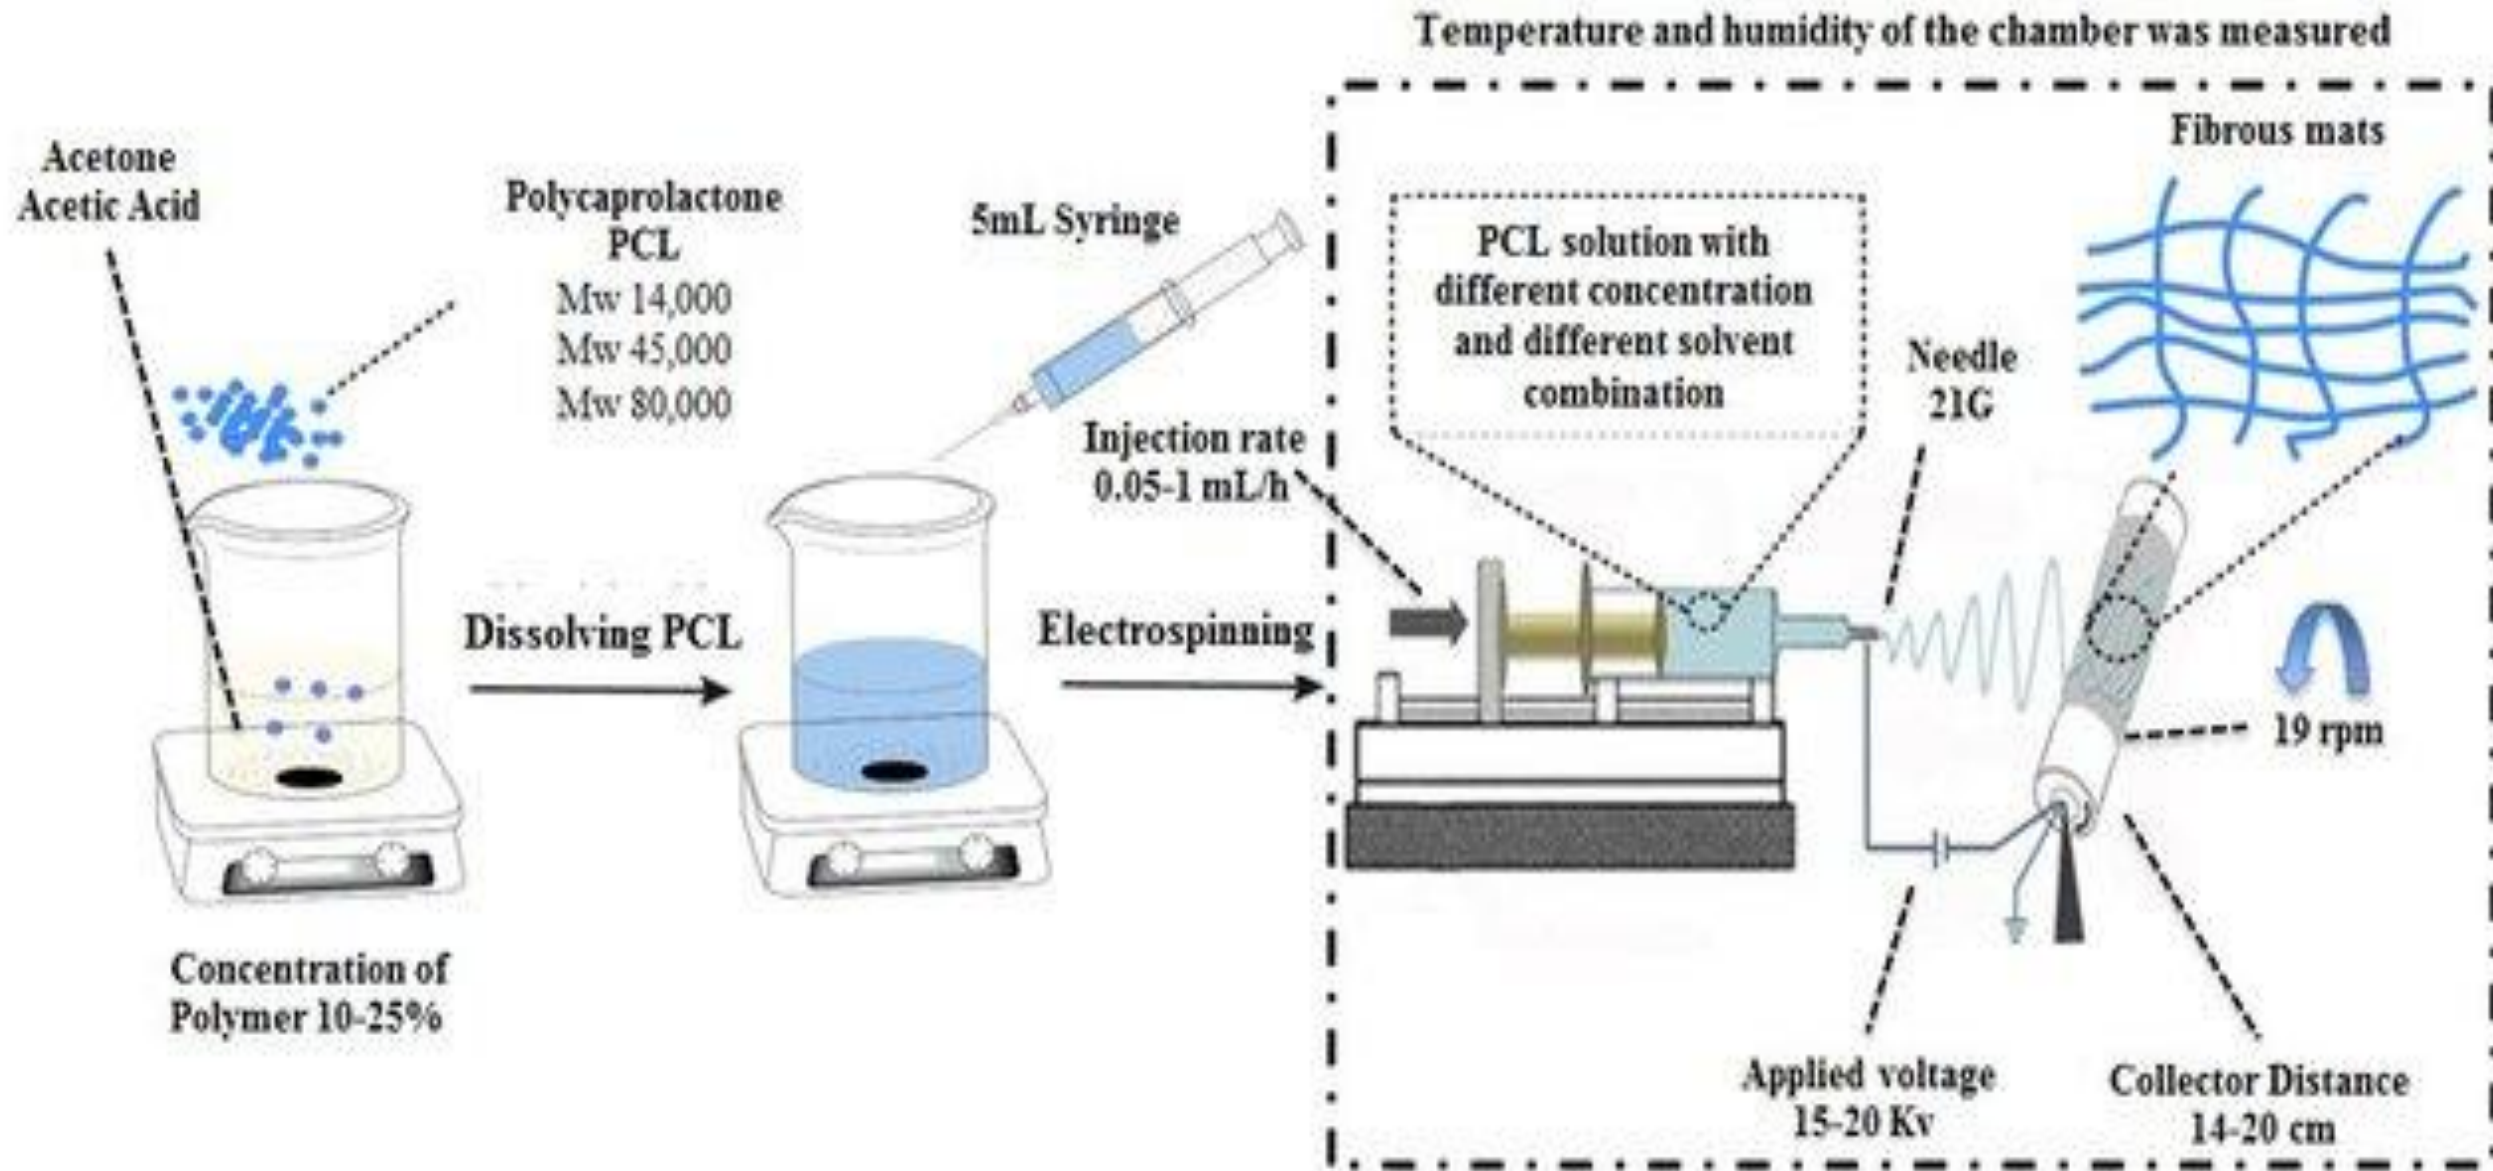 Temperature and humidity of the chamber was measured
Acetone
Acetic Acid
Polycaprolactone
PCL
Mw 14,000
Mw 45,000
Mw 80,000
5mL Syringe
Injection rate
0.05-1 mL/h
PCL solution with
different concentration
and different solvent
combination
Needle
21G
Fibrous mats
Dissolving PCL
Electrospinning
19 rpm
Concentration of
Polymer 10-25%
Applied voltage
15-20 Kv
Collector Distance
14-20 cm